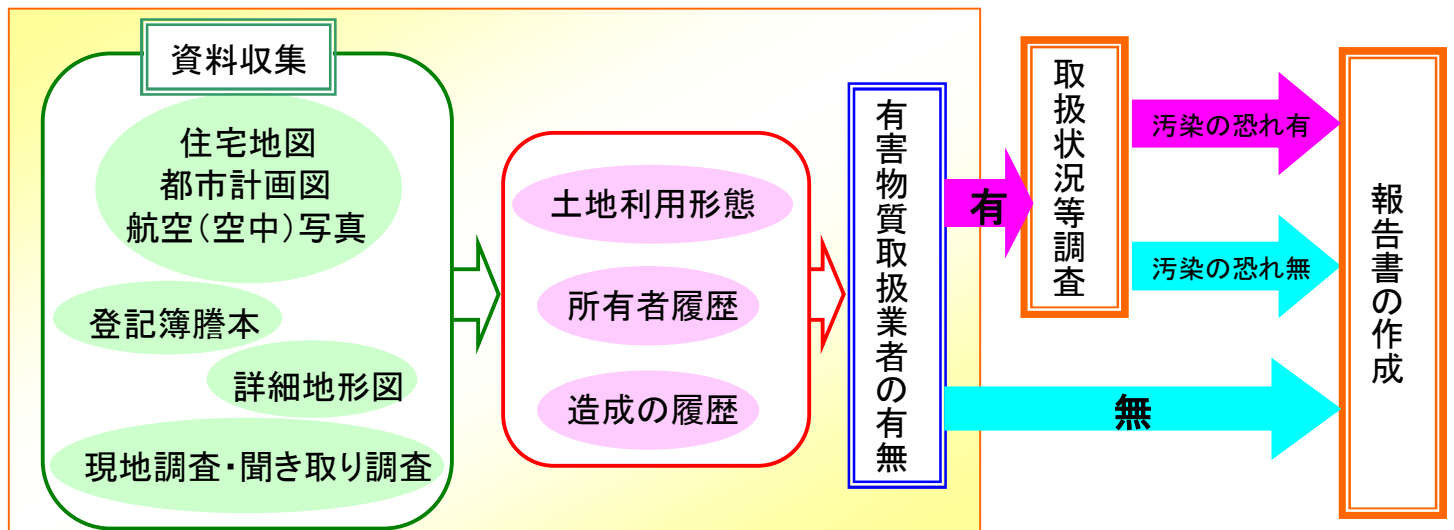 資料収集
住宅地図
都市計画図
航空(空中)写真
登記簿謄本
詳細地形図
現地調査・聞き取り調査
土地利用形態
所有者履歴
造成の履歴
有害物質取扱業者の有無
有
無
取扱状況等調査
汚染の恐れ有
汚染の恐れ無
報告書の作成